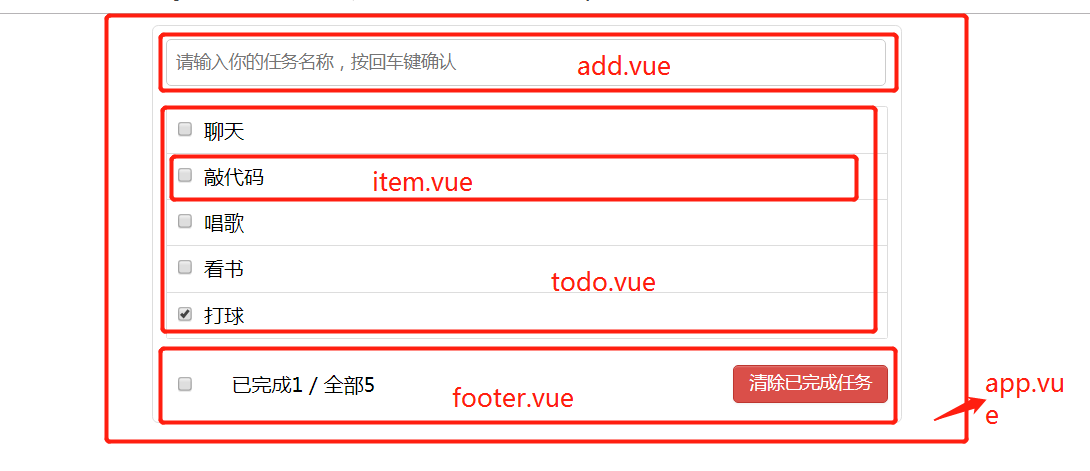 请输入你的任务名称，按回车键确认 add.vue
聊天
敲代码 item.vue
唱歌
看书 todo.vue
打球
已完成1 / 全部5 footer.vue 清除已完成任务
app.vu
e